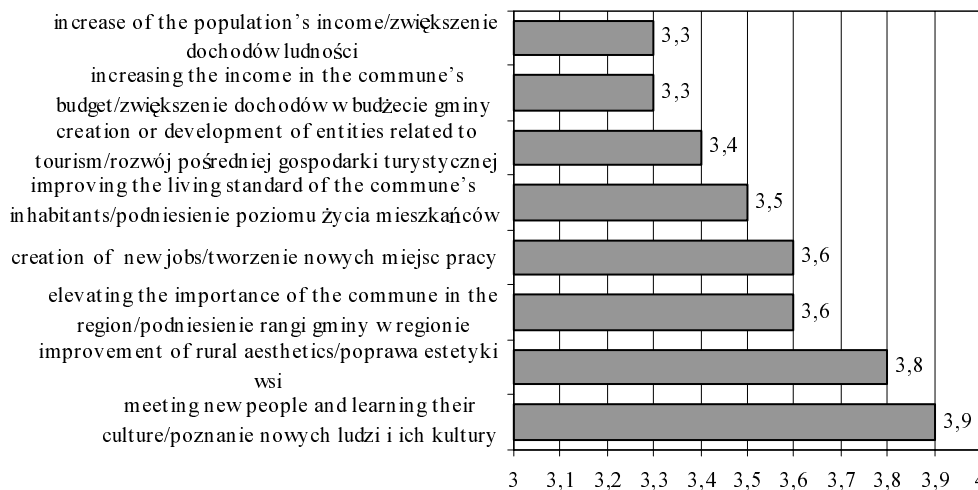 increase of the population's income/zwiększenie
dochodów ludności
3,3
increasing the income in the commune's
budget/zwiększenie dochodów w budżecie gminy
3,3
creation or development of entities related to
tourism/rozwój pośredniej gospodarki turystycznej
3,4
improving the living standard of the commune's
inhabitants/podniesienie poziomu życia mieszkańców
3,5
creation of new jobs/tworzenie nowych miejsc pracy
3,6
elevating the importance of the commune in the
region/podniesienie rangi gminy w regionie
3,6
improvement of rural aesthetics/poprawa estetyki
wsi
3,8
meeting new people and learning their
culture/poznanie nowych ludzi i ich kultury
3,9
3 3,1 3,2 3,3 3,4 3,5 3,6 3,7 3,8 3,9